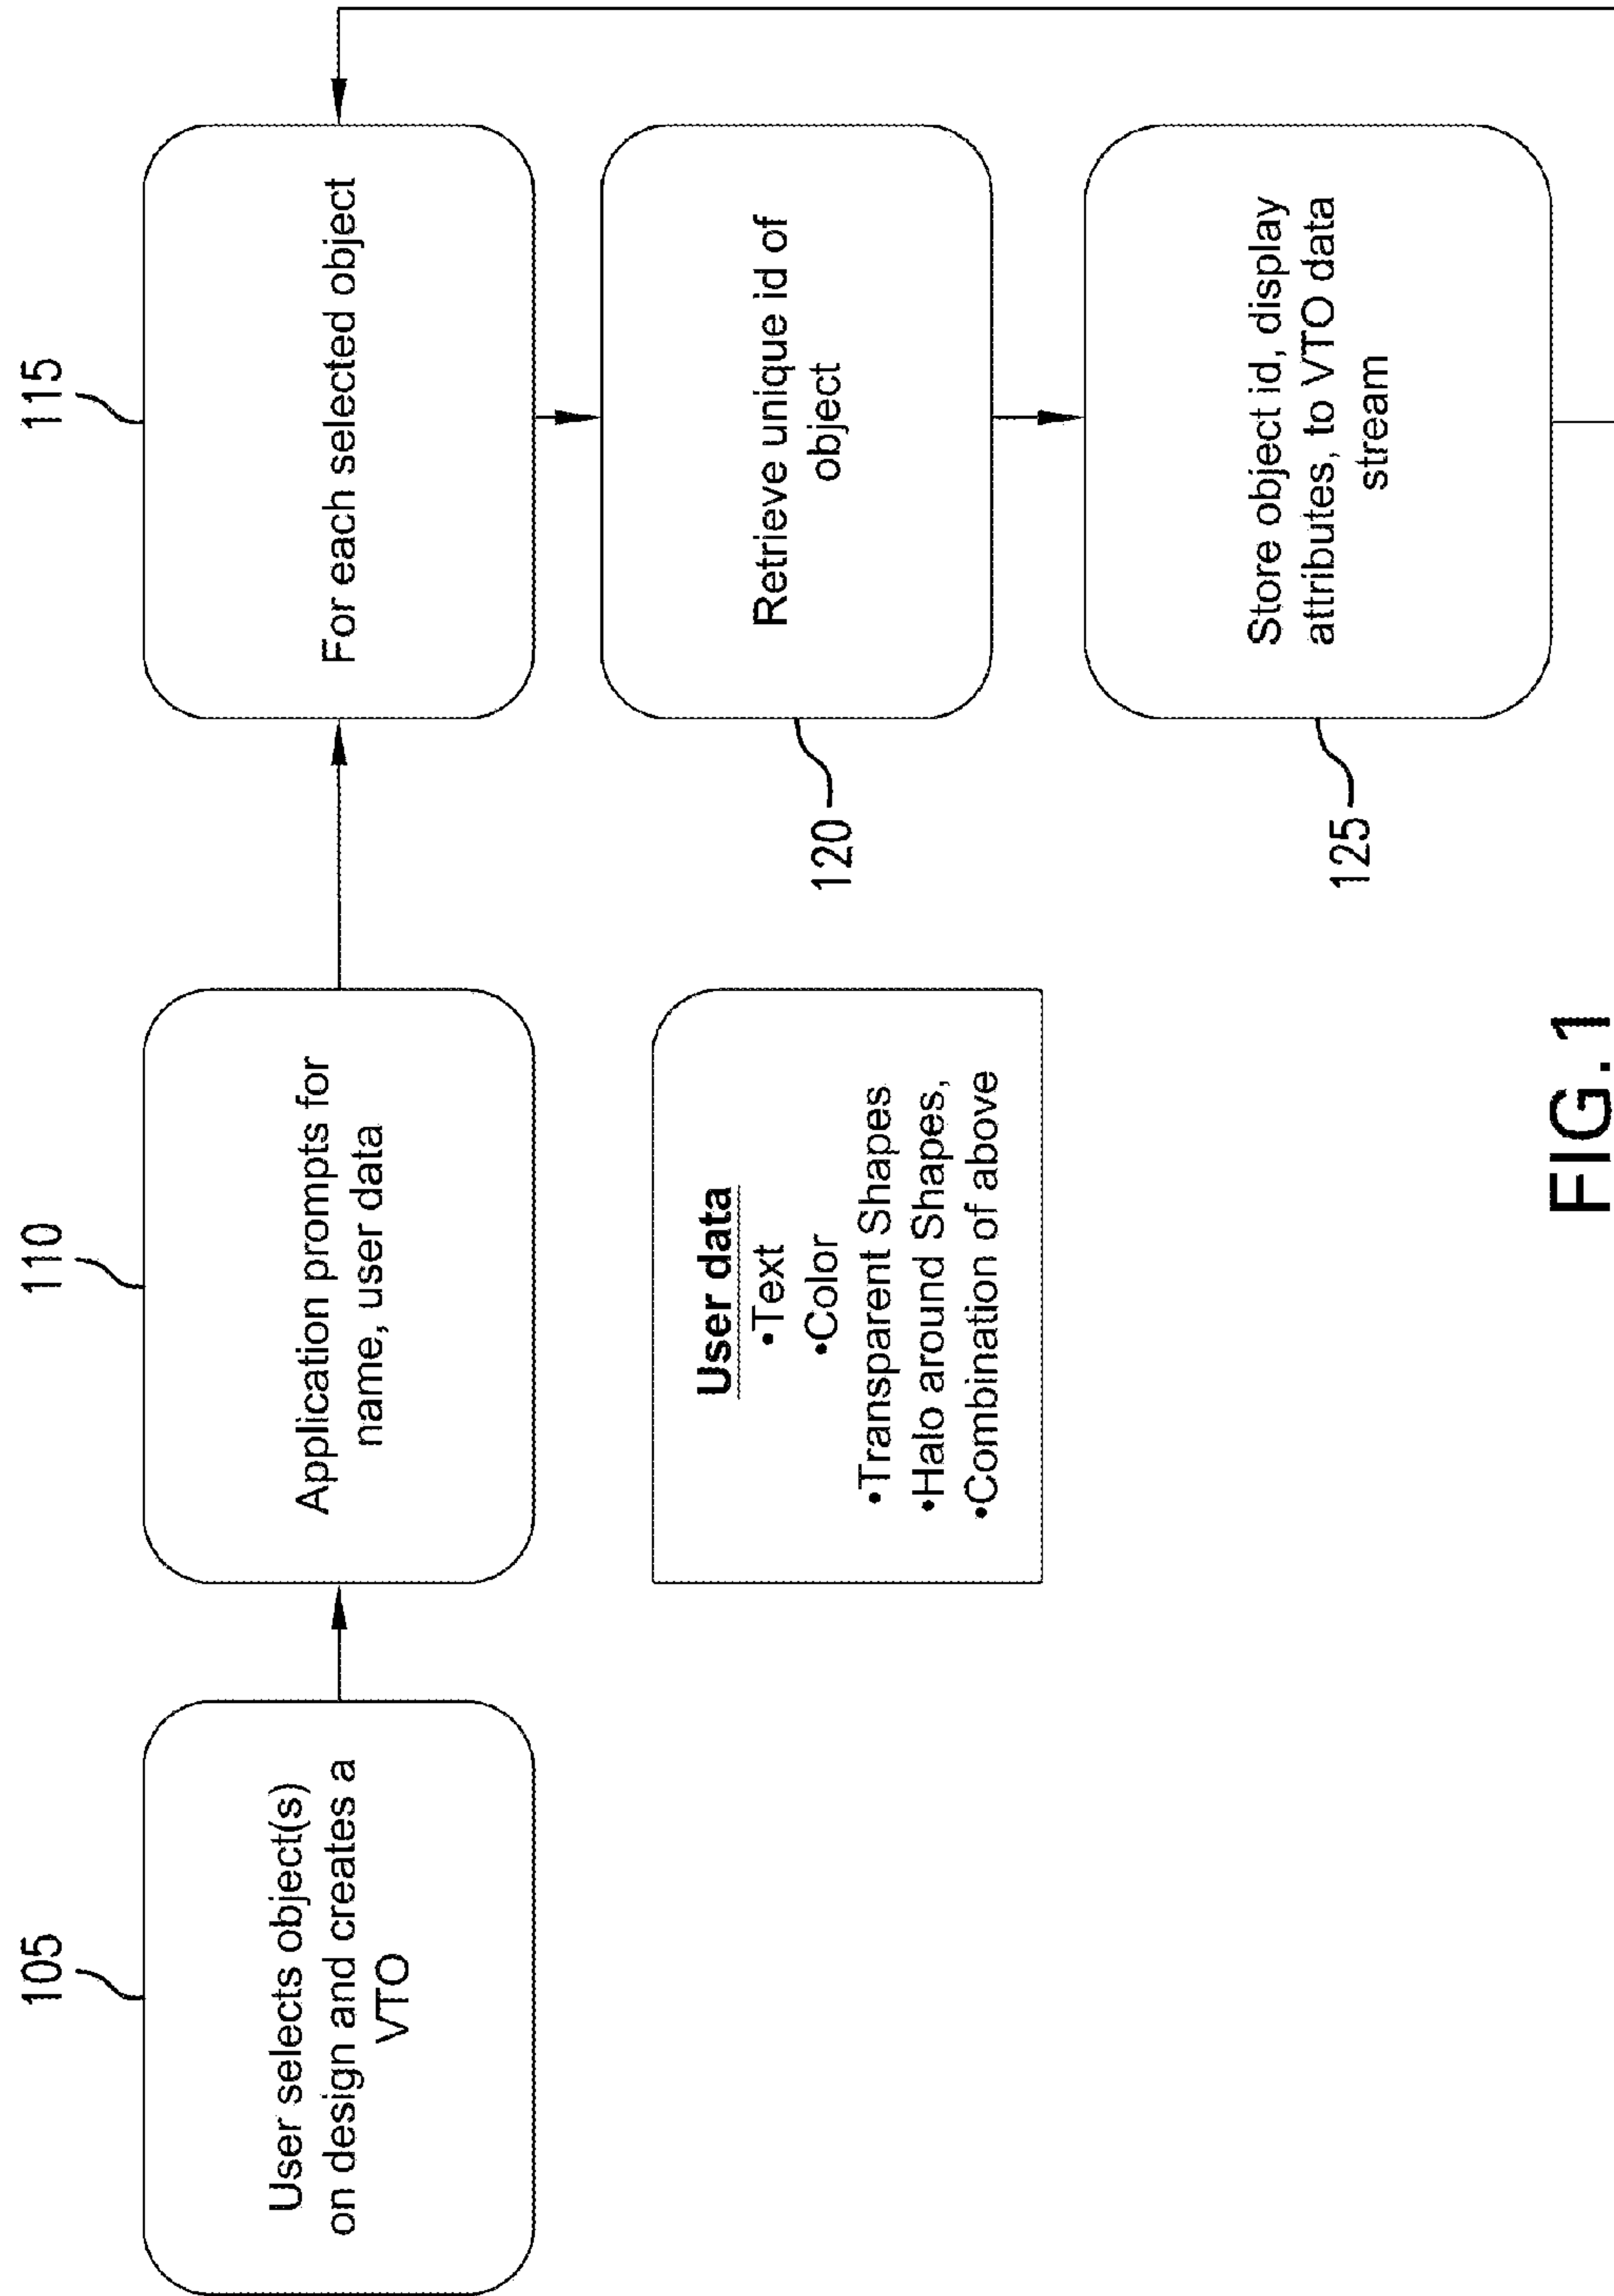 105
User selects object(s)
on design and creates a
VTO
110
Application prompts for
name, user data
User data
•Text
•Color
•Transparent Shapes
•Halo around Shapes,
•Combination of above
115
For each selected object
120
Retrieve unique id of
object
125
Store object id, display
attributes, to VTO data
stream
FIG.1